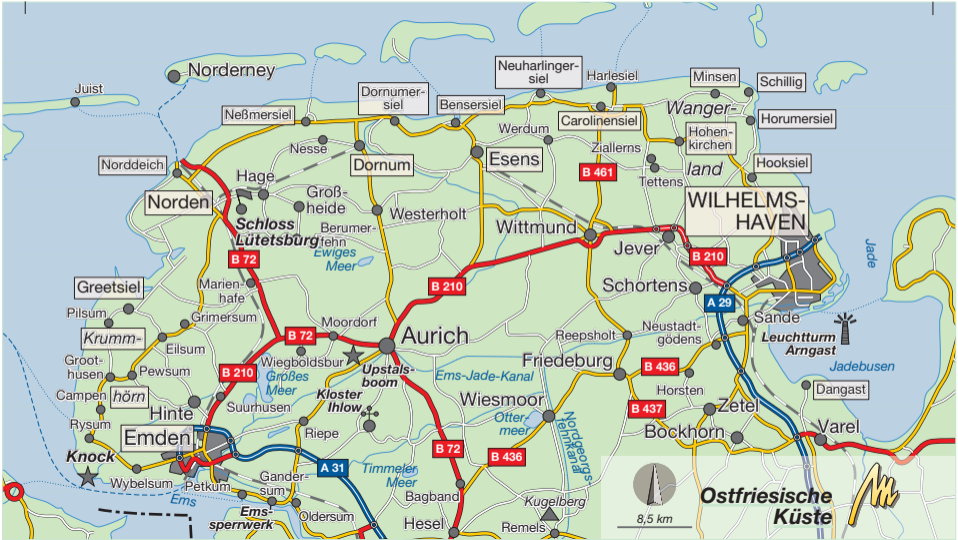 Juist
Norderney
Neuharlinger-
siel
Harlesiel
Minsen
Schillig
Dornumer-
siel
Bensersiel
Neßmersiel
Carolinensiel
Wanger-
land
Horumersiel
Hohen-
kirchen
Werdum
Ziallerns
Nesse
Norddeich
Dornum
Esens
B 461
Tettens
Hooksiel
Hage
Norden
Groß-
heide
Westerholt
Schloss
Lütetsburg
Berumer-
fehn
Ewiges
Meer
WILHELMS-
HAVEN
Wittmund
Jever
B 210
Jade
B 72
B 210
Schortens
A 29
Marien-
hafe
Greetsiel
Pilsum
Grimersum
Krumm-
hörn
Moordorf
B 72
Aurich
Sande
Leuchtturm
Arngast
Reepsholt
Neustadt-
gödens
Eilsum
Wiegboldsbur
Groot-
husen
Pewsum
B 210
Großes
Meer
Upstals-
boom
Ems-Jade-Kanal
Friedeburg
B 436
Jadebusen
Campen
Horsten
Dangast
Hinte
Suurhusen
Kloster
Ihlow
Wiesmoor
Otter-
meer
B 437
Zetel
Rysum
Emden
Riepe
Nordgeorgs-
fehnkanal
Bockhorn
Varel
Knock
A 31
B 72
B 436
Timmeler
Meer
Wybelsum
Petkum
Gander-
sum
Ems
Ems-
sperrwerk
Oldersum
Bagband
Kugelberg
Hesel
Remels
8,5 km
Ostfriesische
Küste